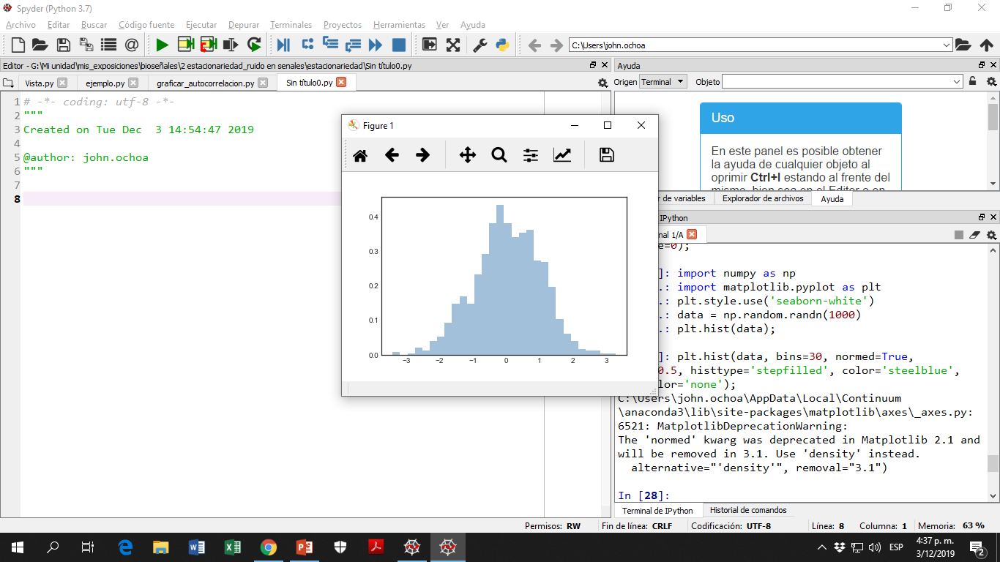 Spyder (Python 3.7)
Archivo Editar Buscar Código fuente Ejecutar Depurar Terminales Proyectos Herramientas Ver Ayuda
C:\Users\john.ochoa
Editor - G:\Mi unidad\mis_exposiciones\bioseñales\2 estacionariedad_ruido en senales\estacionariedad\Sin título0.py
Vista.py ejemplo.py graficar_autocorrelacion.py Sin título0.py
1 # -*- coding: utf-8 -*-
2 """
3 Created on Tue Dec  3 14:54:47 2019
4
5 @author: john.ochoa
6 """
7
8
Figure 1
0.4
0.3
0.2
0.1
0.0
−3 −2 −1 0 1 2 3
Ayuda
Origen Terminal Objeto
Uso
En este panel es posible obtener
la ayuda de cualquier objeto al
oprimir Ctrl+I estando al frente del
mismo, bien sea en el Editor o en
r de variables Explorador de archivos Ayuda
IPython
nal 1/A
e=0);
]: import numpy as np
.: import matplotlib.pyplot as plt
.: plt.style.use('seaborn-white')
.: data = np.random.randn(1000)
.: plt.hist(data);
]: plt.hist(data, bins=30, normed=True,
0.5, histtype='stepfilled', color='steelblue',
lor='none');
C:\Users\john.ochoa\AppData\Local\Continuum
\anaconda3\lib\site-packages\matplotlib\axes\_axes.py:
6521: MatplotlibDeprecationWarning:
The 'normed' kwarg was deprecated in Matplotlib 2.1 and
will be removed in 3.1. Use 'density' instead.
  alternative="'density'", removal="3.1")
In [28]:
Terminal de IPython Historial de comandos
Permisos: RW Fin de línea: CRLF Codificación: UTF-8 Línea: 8 Columna: 1 Memoria: 63 %
ESP
4:37 p. m.
3/12/2019
2